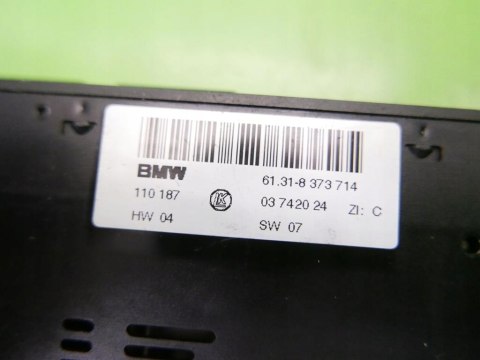 BMW 61.31-8 373 714
110 187 K 03 7420 24 ZI: C
HW 04 SW 07